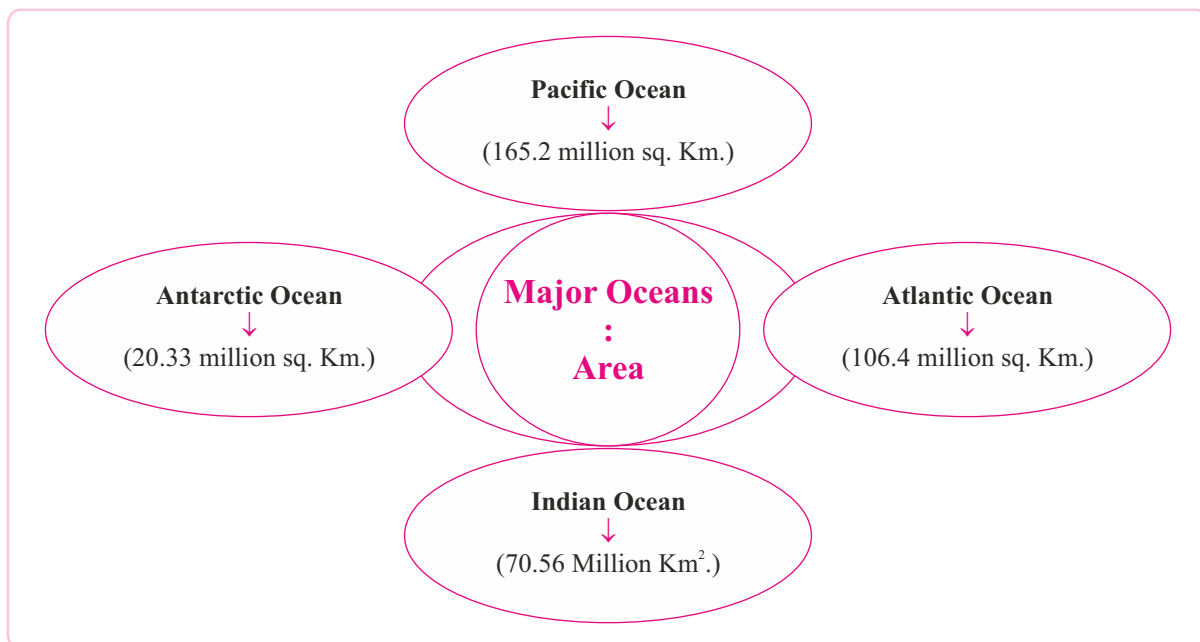 Pacific Ocean
↓
(165.2 million sq. Km.)
Antarctic Ocean
↓
(20.33 million sq. Km.)
Major Oceans
:
Area
Atlantic Ocean
↓
(106.4 million sq. Km.)
Indian Ocean
↓
(70.56 Million Km².)